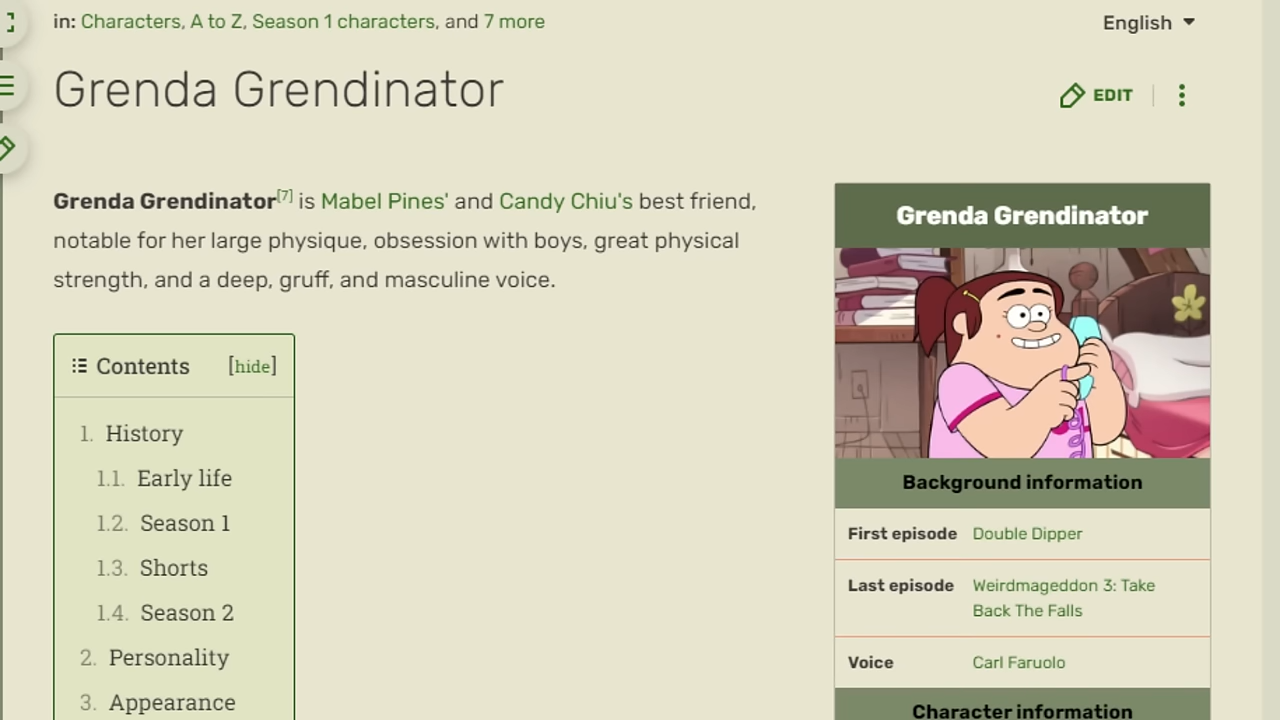 in: Characters, A to Z, Season 1 characters, and 7 more
English
Grenda Grendinator
EDIT
Grenda Grendinator[7] is Mabel Pines' and Candy Chiu's best friend,
notable for her large physique, obsession with boys, great physical
strength, and a deep, gruff, and masculine voice.
Contents [hide]
1. History
1.1. Early life
1.2. Season 1
1.3. Shorts
1.4. Season 2
2. Personality
3. Appearance
Grenda Grendinator
Background information
First episode Double Dipper
Last episode Weirdmageddon 3: Take
Back The Falls
Voice Carl Faruolo
Character information